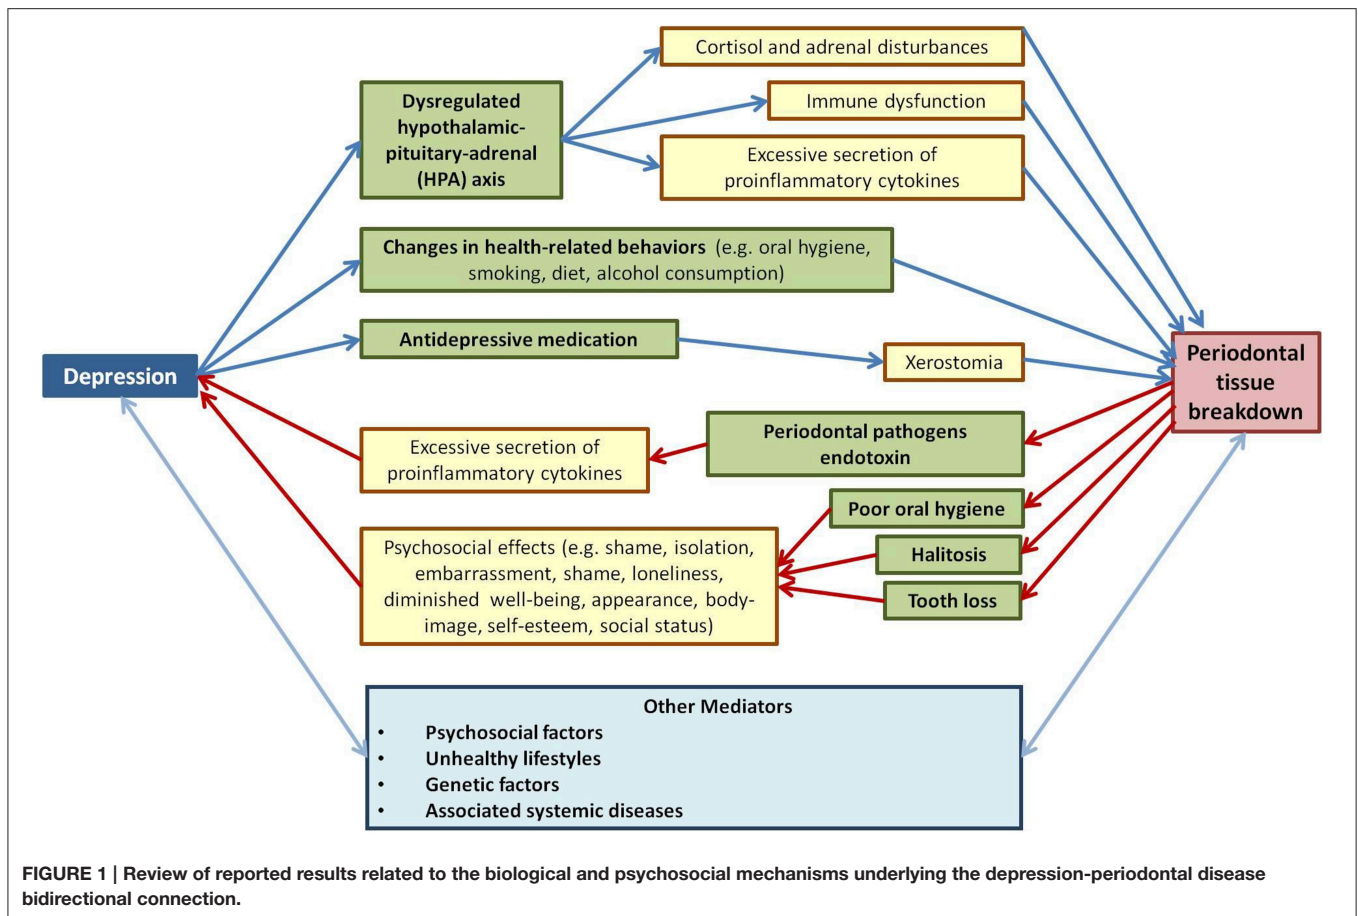 Cortisol and adrenal disturbances
Dysregulated
hypothalamic-
pituitary-adrenal
(HPA) axis
Immune dysfunction
Excessive secretion of
proinflammatory cytokines
Changes in health-related behaviors (e.g. oral hygiene,
smoking, diet, alcohol consumption)
Antidepressive medication
Xerostomia
Depression
Periodontal
tissue
breakdown
Excessive secretion of
proinflammatory cytokines
Periodontal pathogens
endotoxin
Poor oral hygiene
Halitosis
Tooth loss
Psychosocial effects (e.g. shame, isolation,
embarrassment, shame, loneliness,
diminished well-being, appearance, body-
image, self-esteem, social status)
Other Mediators
• Psychosocial factors
• Unhealthy lifestyles
• Genetic factors
• Associated systemic diseases
FIGURE 1 | Review of reported results related to the biological and psychosocial mechanisms underlying the depression-periodontal disease
bidirectional connection.